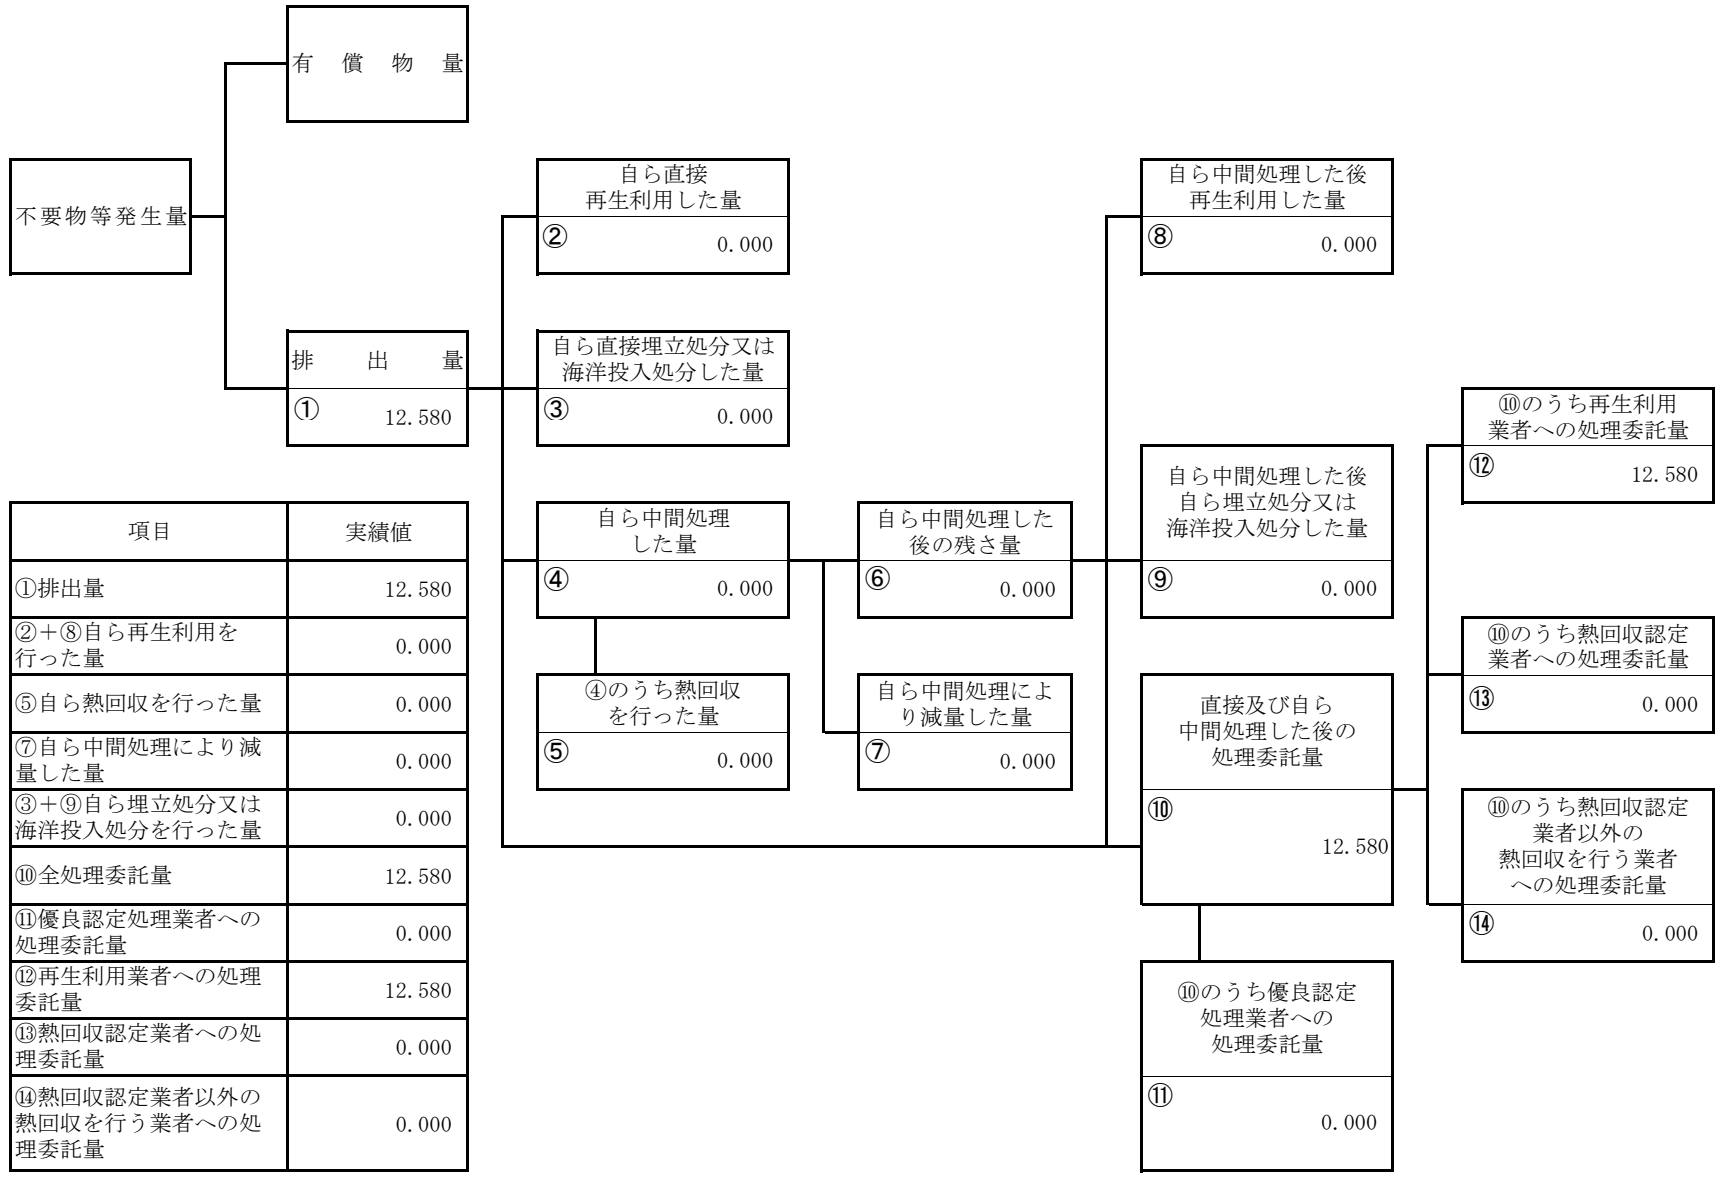 有償物量
不要物等発生量
排出量
① 12.580
自ら直接
再生利用した量
② 0.000
自ら直接埋立処分又は
海洋投入処分した量
③ 0.000
自ら中間処理
した量
④ 0.000
④のうち熱回収
を行った量
⑤ 0.000
自ら中間処理した
後の残さ量
⑥ 0.000
自ら中間処理によ
り減量した量
⑦ 0.000
自ら中間処理した後
再生利用した量
⑧ 0.000
自ら中間処理した後
自ら埋立処分又は
海洋投入処分した量
⑨ 0.000
直接及び自ら
中間処理した後の
処理委託量
⑩
12.580
⑩のうち優良認定
処理業者への
処理委託量
⑪
0.000
⑩のうち再生利用
業者への処理委託量
⑫ 12.580
⑩のうち熱回収認定
業者への処理委託量
⑬ 0.000
⑩のうち熱回収認定
業者以外の
熱回収を行う業者
への処理委託量
⑭ 0.000
項目 実績値
①排出量 12.580
②+⑧自ら再生利用を
行った量 0.000
⑤自ら熱回収を行った量 0.000
⑦自ら中間処理により減
量した量 0.000
③+⑨自ら埋立処分又は
海洋投入処分を行った量 0.000
⑩全処理委託量 12.580
⑪優良認定処理業者への
処理委託量 0.000
⑫再生利用業者への処理
委託量 12.580
⑬熱回収認定業者への処
理委託量 0.000
⑭熱回収認定業者以外の
熱回収を行う業者への処
理委託量 0.000